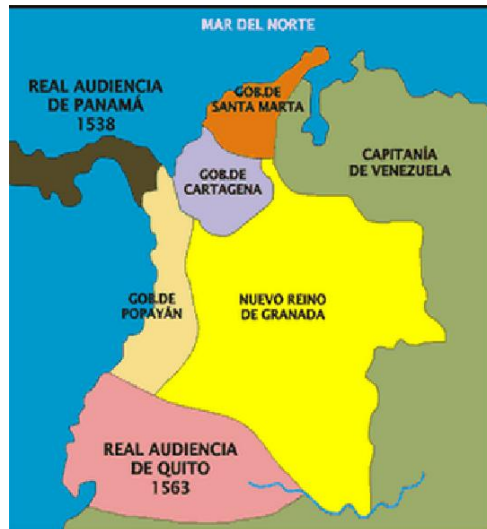 MAR DEL NORTE
REAL AUDIENCIA
DE PANAMÁ
1538
GOB.DE
SANTA MARTA
CAPITANÍA
DE VENEZUELA
GOB.DE
CARTAGENA
GOB.DE
POPAYÁN
NUEVO REINO
DE GRANADA
REAL AUDIENCIA
DE QUITO
1563